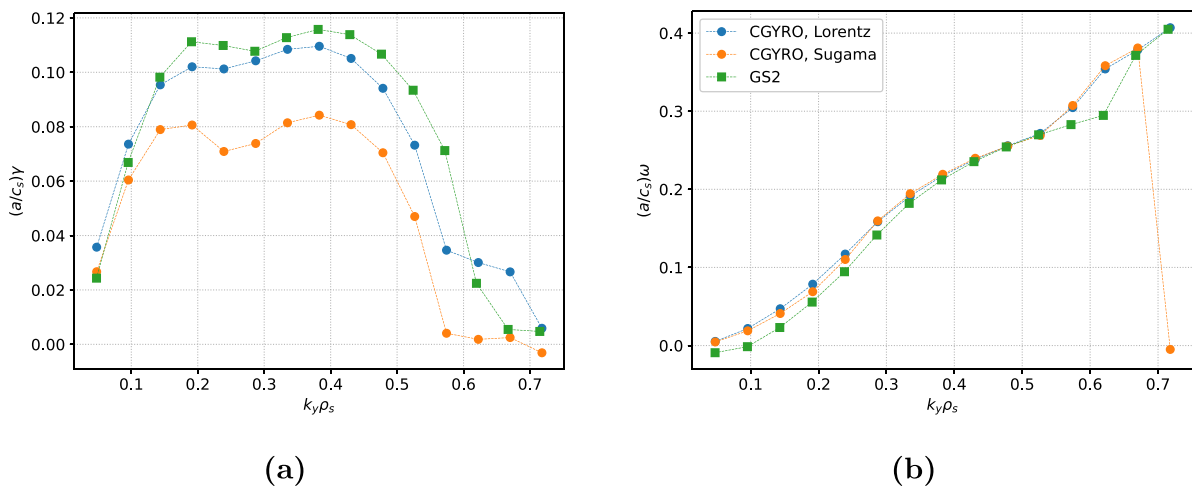 0.12
0.10
0.08
0.06
0.04
0.02
0.00
(a/c_s)γ
0.1 0.2 0.3 0.4 0.5 0.6 0.7
k_yρ_s
(a)
CGYRO, Lorentz
CGYRO, Sugama
GS2
0.4
0.3
0.2
0.1
0.0
(a/c_s)ω
0.1 0.2 0.3 0.4 0.5 0.6 0.7
k_yρ_s
(b)